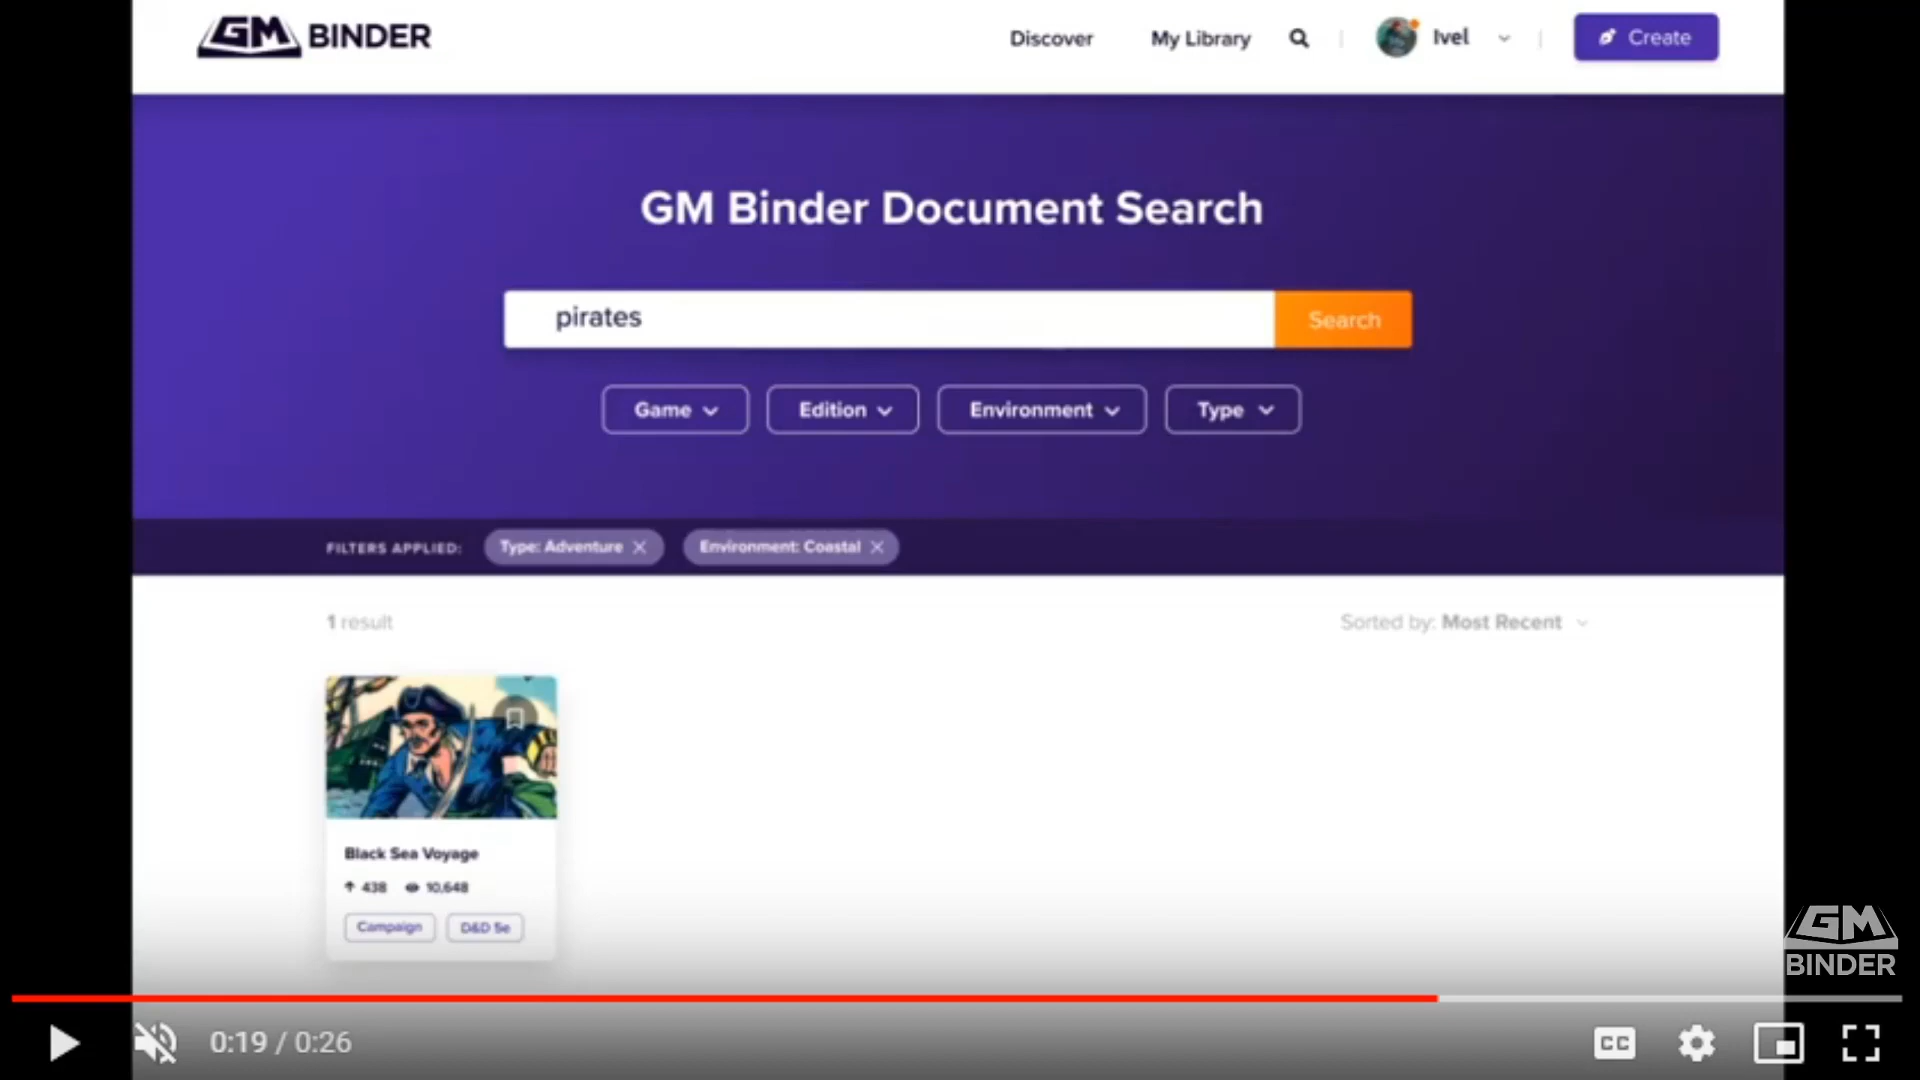 GM BINDER
Discover
My Library
Ivel
Create
GM Binder Document Search
pirates
Search
Game
Edition
Environment
Type
FILTERS APPLIED:
Type: Adventure
Environment: Coastal
1 result
Sorted by: Most Recent
Black Sea Voyage
438
10,648
Campaign
D&D 5e
GM
BINDER
0:19 / 0:26
CC